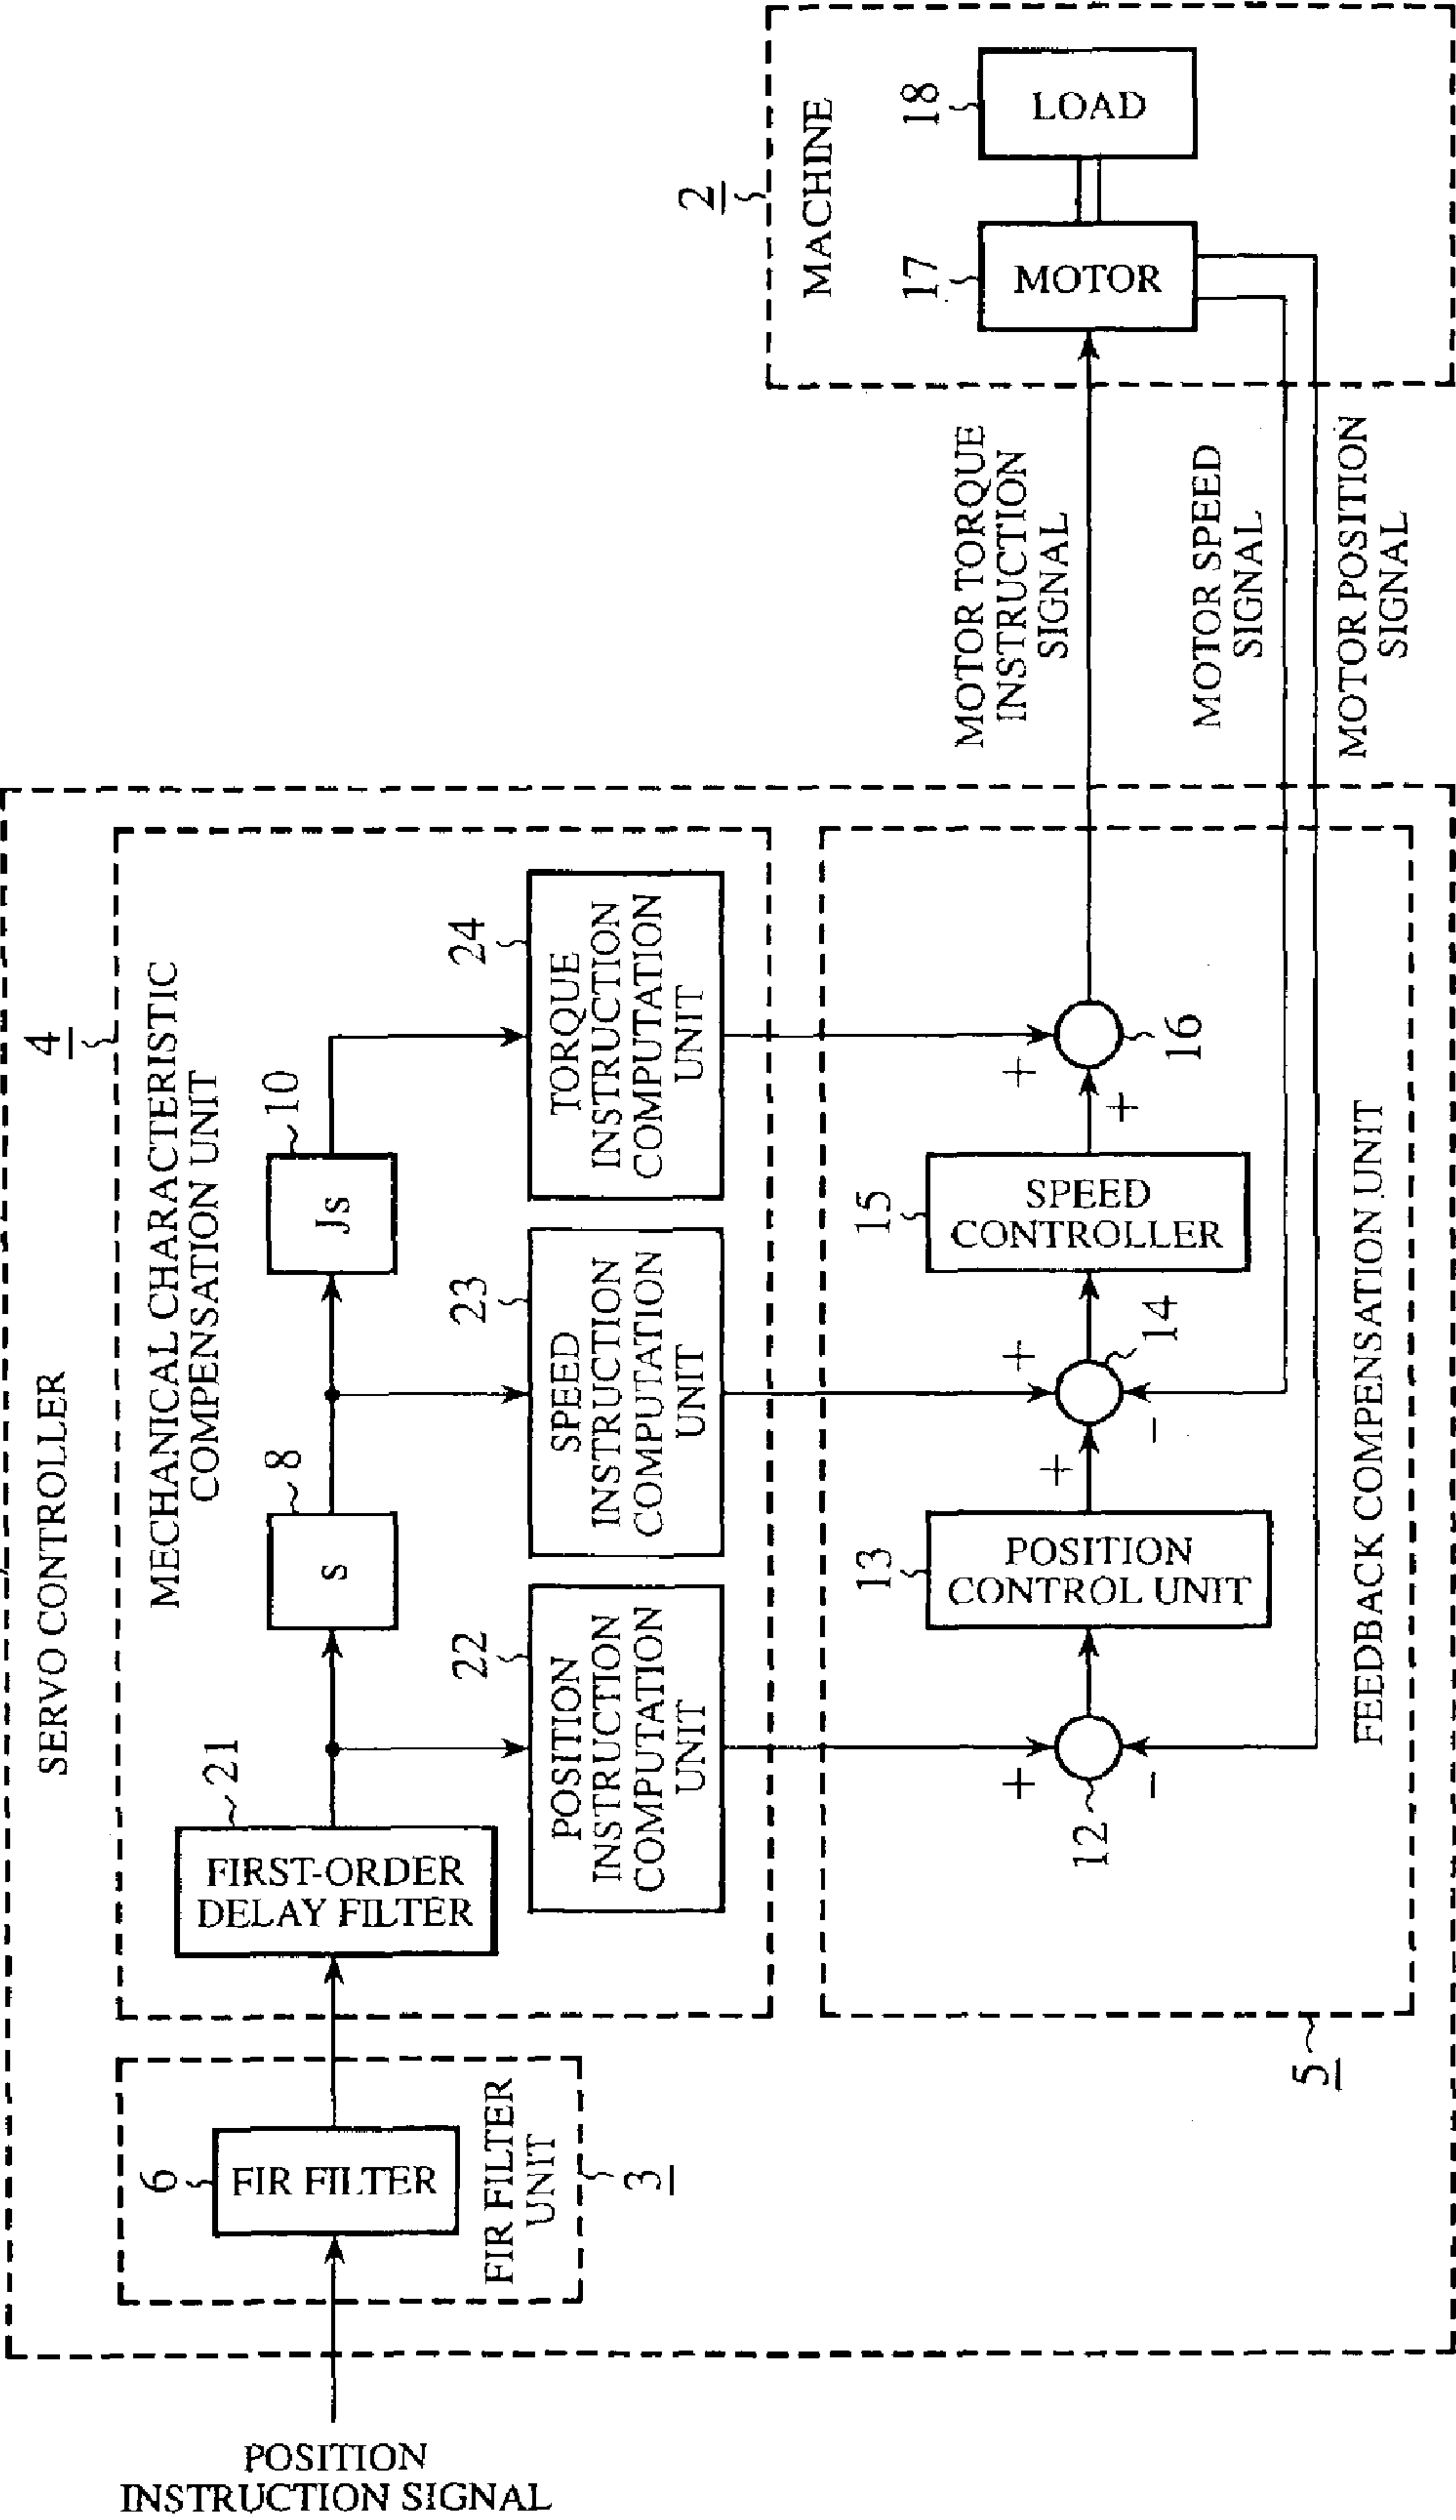 SERVO CONTROLLER
4
MECHANICAL CHARACTERISTIC
COMPENSATION UNIT
POSITION
INSTRUCTION SIGNAL
6
FIR FILTER
FIR FILTER
UNIT
3
21
FIRST-ORDER
DELAY FILTER
8
s
10
Js
22
POSITION
INSTRUCTION
COMPUTATION
UNIT
23
SPEED
INSTRUCTION
COMPUTATION
UNIT
24
TORQUE
INSTRUCTION
COMPUTATION
UNIT
12
+
−
13
POSITION
CONTROL UNIT
+
+
−
14
15
SPEED
CONTROLLER
+
+
16
FEEDBACK COMPENSATION UNIT
5
MOTOR TORQUE
INSTRUCTION
SIGNAL
MOTOR SPEED
SIGNAL
MOTOR POSITION
SIGNAL
2
MACHINE
17
MOTOR
18
LOAD